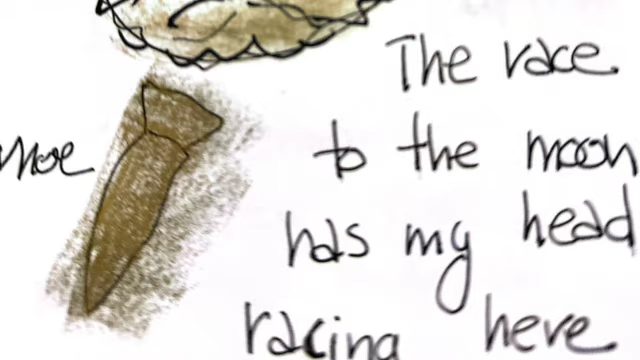 The race
to the moon
has my head
racing here